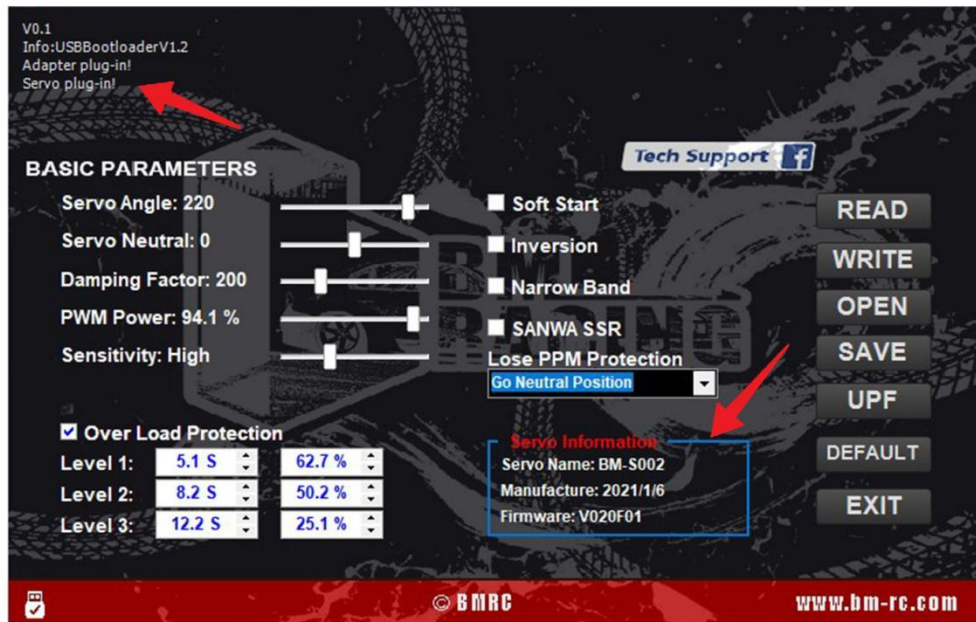 V0.1
Info:USBBootloaderV1.2
Adapter plug-in!
Servo plug-in!
Tech Support f
BASIC PARAMETERS
Servo Angle: 220
Servo Neutral: 0
Damping Factor: 200
PWM Power: 94.1 %
Sensitivity: High
Soft Start
Inversion
Narrow Band
SANWA SSR
Lose PPM Protection
Go Neutral Position
READ
WRITE
OPEN
SAVE
UPF
DEFAULT
EXIT
BM
RACING
Over Load Protection
Level 1: 5.1 S 62.7 %
Level 2: 8.2 S 50.2 %
Level 3: 12.2 S 25.1 %
Servo Information
Servo Name: BM-S002
Manufacture: 2021/1/6
Firmware: V020F01
© BMRC
www.bm-rc.com